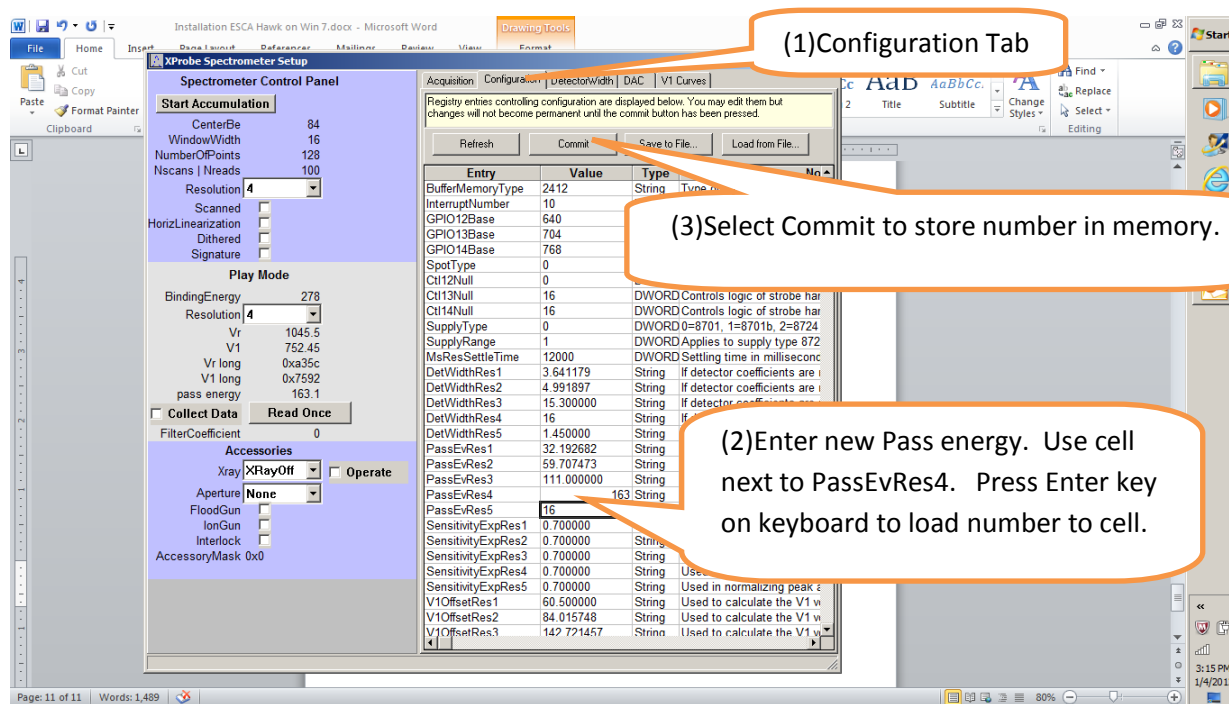 Installation ESCA Hawk on Win 7.docx - Microsoft Word
Drawing Tools
File Home Insert Page Layout References Mailings Review View Format
Cut
Copy
Format Painter
Paste
Clipboard
AaB AaBbCc.
Title Subtitle
Change Styles
Find
Replace
Select
Editing
Start
XProbe Spectrometer Setup
Spectrometer Control Panel
Start Accumulation
CenterBe 84
WindowWidth 16
NumberOfPoints 128
Nscans | Nreads 100
Resolution 4
Scanned
HorizLinearization
Dithered
Signature
Play Mode
BindingEnergy 278
Resolution 4
Vr 1045.5
V1 752.45
Vr long 0xa35c
V1 long 0x7592
pass energy 163.1
Collect Data Read Once
FilterCoefficient 0
Accessories
Xray XRayOff Operate
Aperture None
FloodGun
IonGun
Interlock
AccessoryMask 0x0
Acquisition Configuration DetectorWidth DAC V1 Curves
Registry entries controlling configuration are displayed below. You may edit them but
changes will not become permanent until the commit button has been pressed.
Refresh Commit Save to File... Load from File...
Entry Value Type No
BufferMemoryType 2412 String
InterruptNumber 10
GPIO12Base 640
GPIO13Base 704
GPIO14Base 768
SpotType 0
Ctl12Null 0
Ctl13Null 16 DWORD Controls logic of strobe har
Ctl14Null 16 DWORD Controls logic of strobe har
SupplyType 0 DWORD 0=8701, 1=8701b, 2=8724
SupplyRange 1 DWORD Applies to supply type 872
MsResSettleTime 12000 DWORD Settling time in millisecond
DetWidthRes1 3.641179 String If detector coefficients are
DetWidthRes2 4.991897 String If detector coefficients are
DetWidthRes3 15.300000 String If detector coefficients are
DetWidthRes4 16 String
DetWidthRes5 1.450000 String
PassEvRes1 32.192682 String
PassEvRes2 59.707473 String
PassEvRes3 111.000000 String
PassEvRes4 163 String
PassEvRes5 16
SensitivityExpRes1 0.700000
SensitivityExpRes2 0.700000 String
SensitivityExpRes3 0.700000 String
SensitivityExpRes4 0.700000 String
SensitivityExpRes5 0.700000 String Used in normalizing peak a
V1OffsetRes1 60.500000 String Used to calculate the V1 v
V1OffsetRes2 84.015748 String Used to calculate the V1 v
V1OffsetRes3 142.721457 String Used to calculate the V1 v
(1)Configuration Tab
(3)Select Commit to store number in memory.
(2)Enter new Pass energy. Use cell
next to PassEvRes4. Press Enter key
on keyboard to load number to cell.
Page: 11 of 11 Words: 1,489
80%
3:15 PM